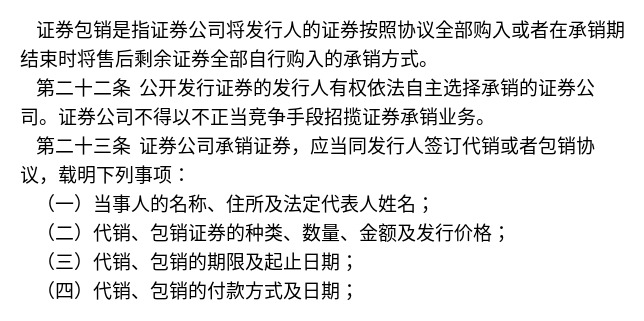 证券包销是指证券公司将发行人的证券按照协议全部购入或者在承销期
结束时将售后剩余证券全部自行购入的承销方式。
第二十二条 公开发行证券的发行人有权依法自主选择承销的证券公
司。证券公司不得以不正当竞争手段招揽证券承销业务。
第二十三条 证券公司承销证券，应当同发行人签订代销或者包销协
议，载明下列事项：
（一）当事人的名称、住所及法定代表人姓名；
（二）代销、包销证券的种类、数量、金额及发行价格；
（三）代销、包销的期限及起止日期；
（四）代销、包销的付款方式及日期；